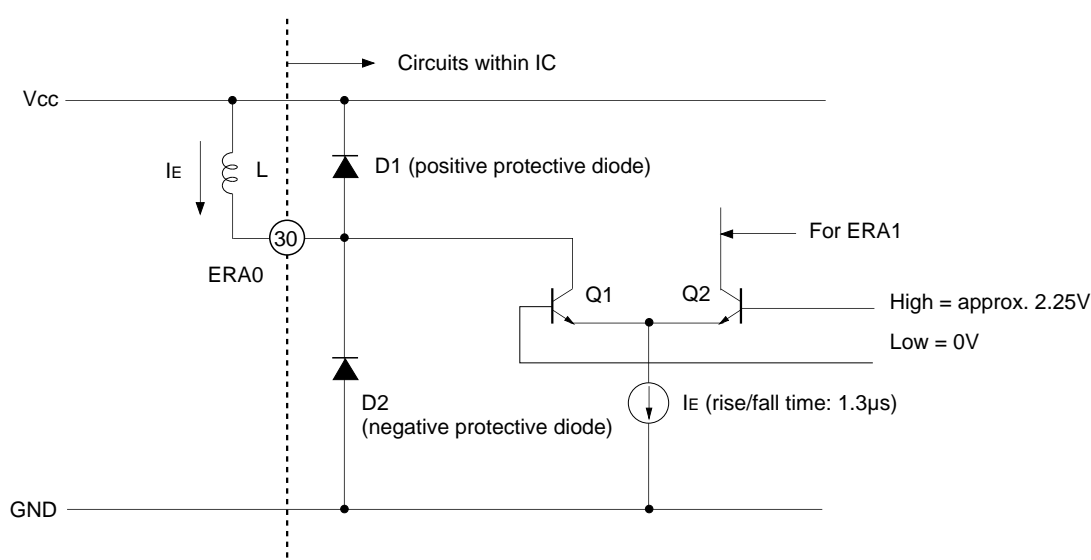 Circuits within IC
Vcc
D1 (positive protective diode)
IE
L
30
For ERA1
ERA0
Q1
Q2
High = approx. 2.25V
Low = 0V
D2
(negative protective diode)
IE (rise/fall time: 1.3µs)
GND